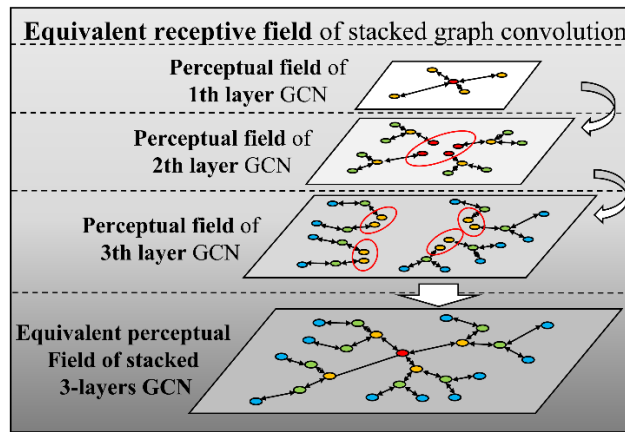 Equivalent receptive field of stacked graph convolution
Perceptual field of
1th layer GCN
Perceptual field of
2th layer GCN
Perceptual field of
3th layer GCN
Equivalent perceptual
Field of stacked
3-layers GCN